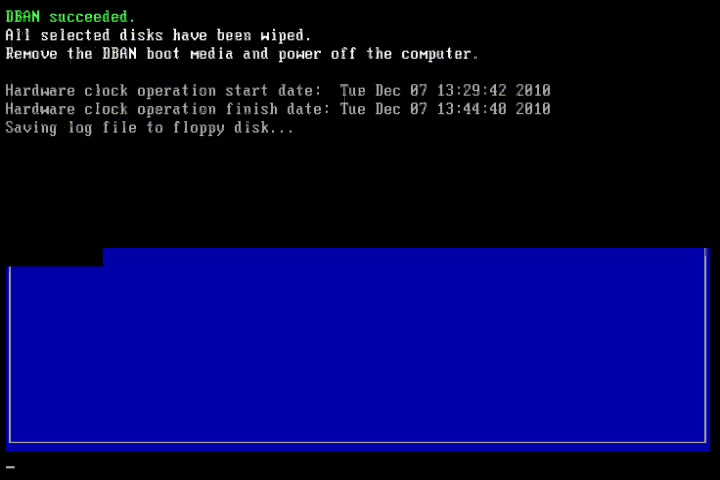 DBAN succeeded.
All selected disks have been wiped.
Remove the DBAN boot media and power off the computer.
Hardware clock operation start date:  Tue Dec 07 13:29:42 2010
Hardware clock operation finish date: Tue Dec 07 13:44:40 2010
Saving log file to floppy disk...